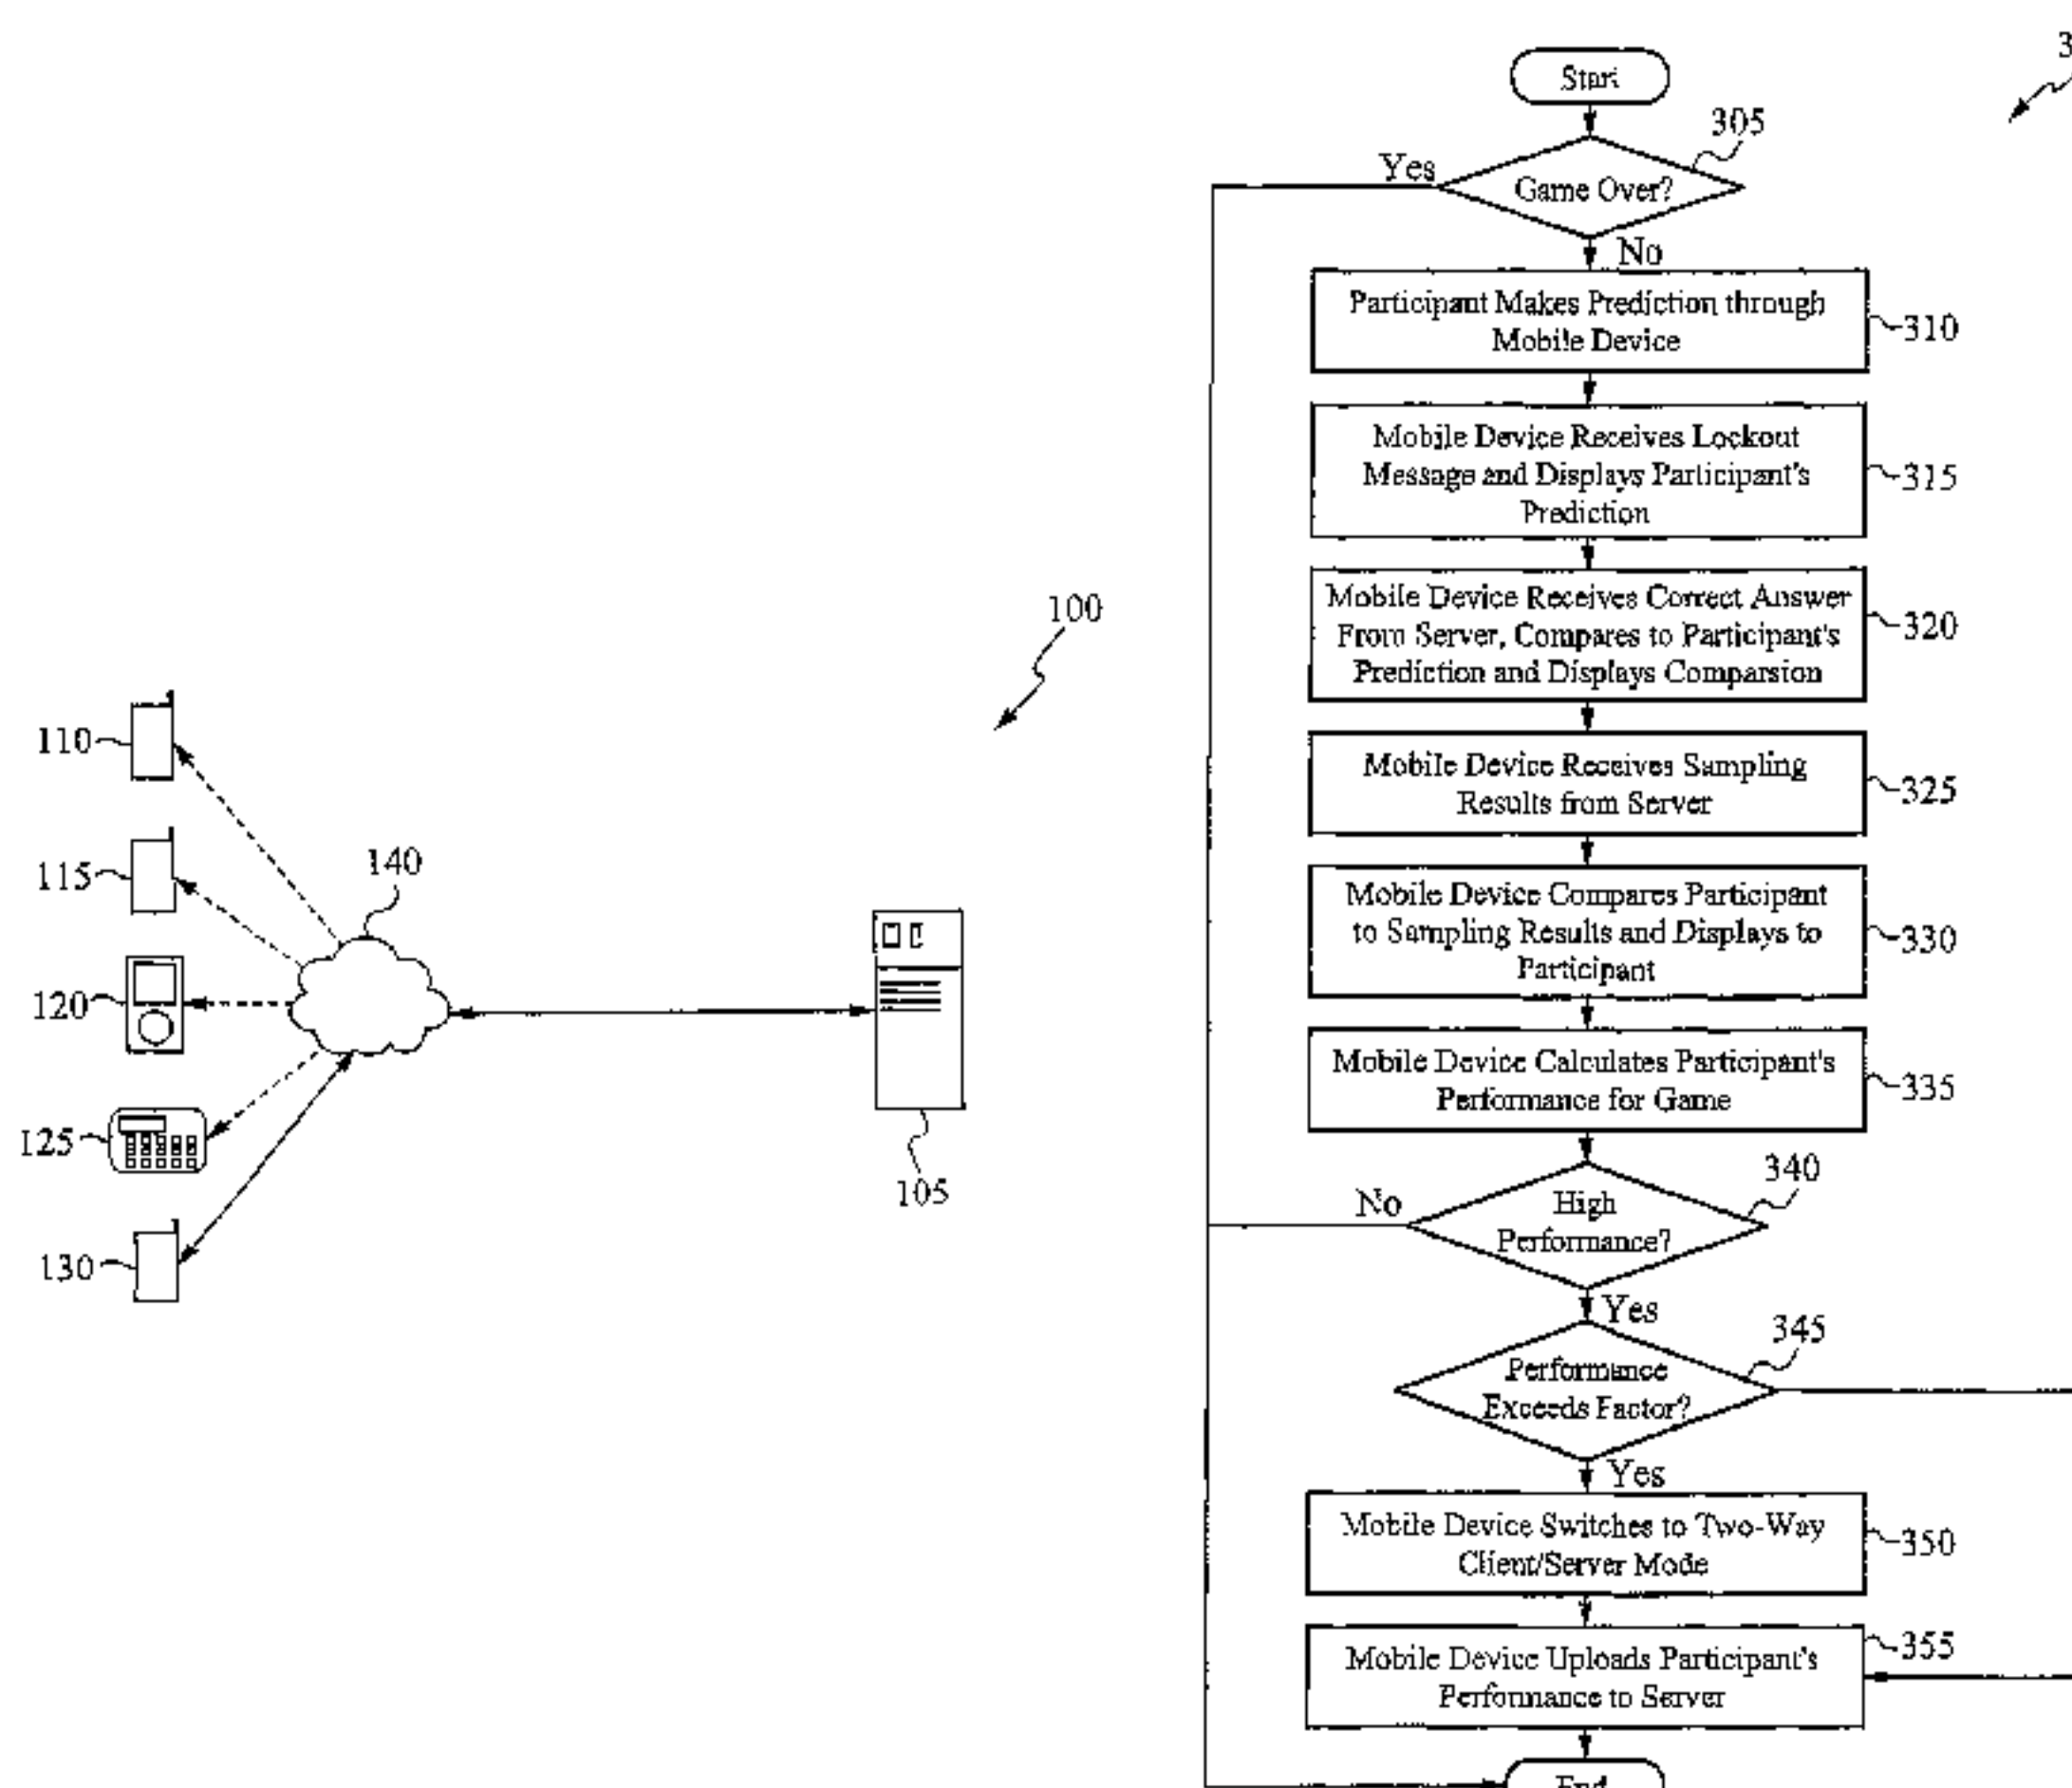 100
110
115
140
120
125
105
130
3
Start
305
Yes
Game Over?
No
Participant Makes Prediction through
Mobile Device
310
Mobile Device Receives Lockout
Message and Displays Participant's
Prediction
315
Mobile Device Receives Correct Answer
From Server, Compares to Participant's
Prediction and Displays Comparsion
320
Mobile Device Receives Sampling
Results from Server
325
Mobile Device Compares Participant
to Sampling Results and Displays to
Participant
330
Mobile Device Calculates Participant's
Performance for Game
335
340
No
High
Performance?
Yes
345
Performance
Exceeds Factor?
Yes
Mobile Device Switches to Two-Way
Client/Server Mode
350
Mobile Device Uploads Participant's
Performance to Server
355
End